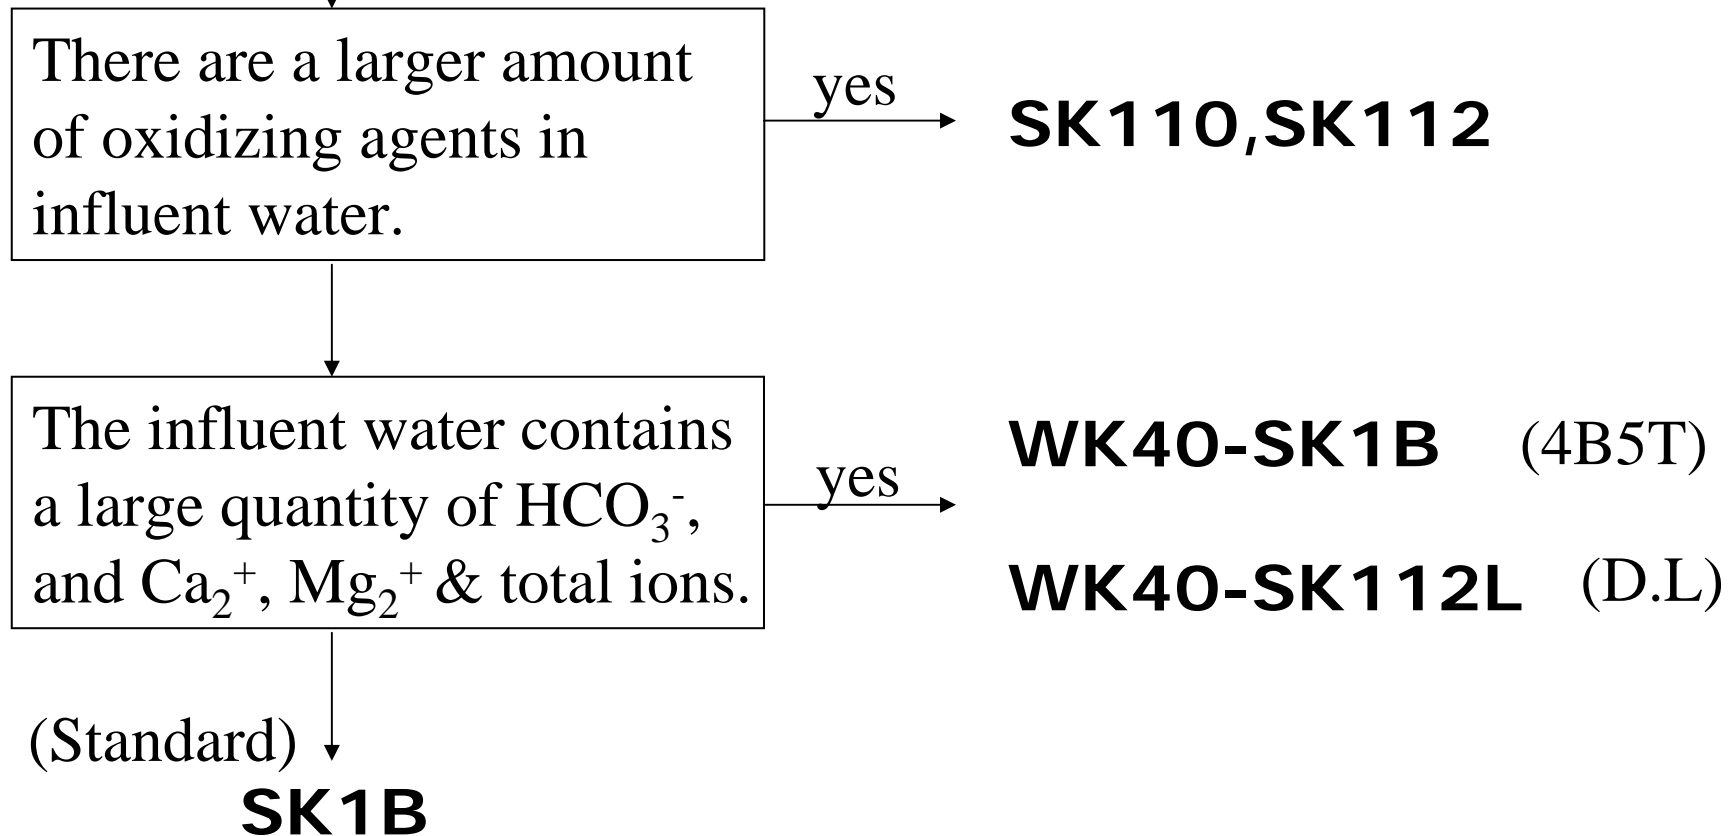 There are a larger amount
of oxidizing agents in
influent water.
yes
SK110,SK112
The influent water contains
a large quantity of HCO₃⁻,
and Ca₂⁺, Mg₂⁺ & total ions.
yes
WK40-SK1B (4B5T)
WK40-SK112L (D.L)
(Standard)
SK1B